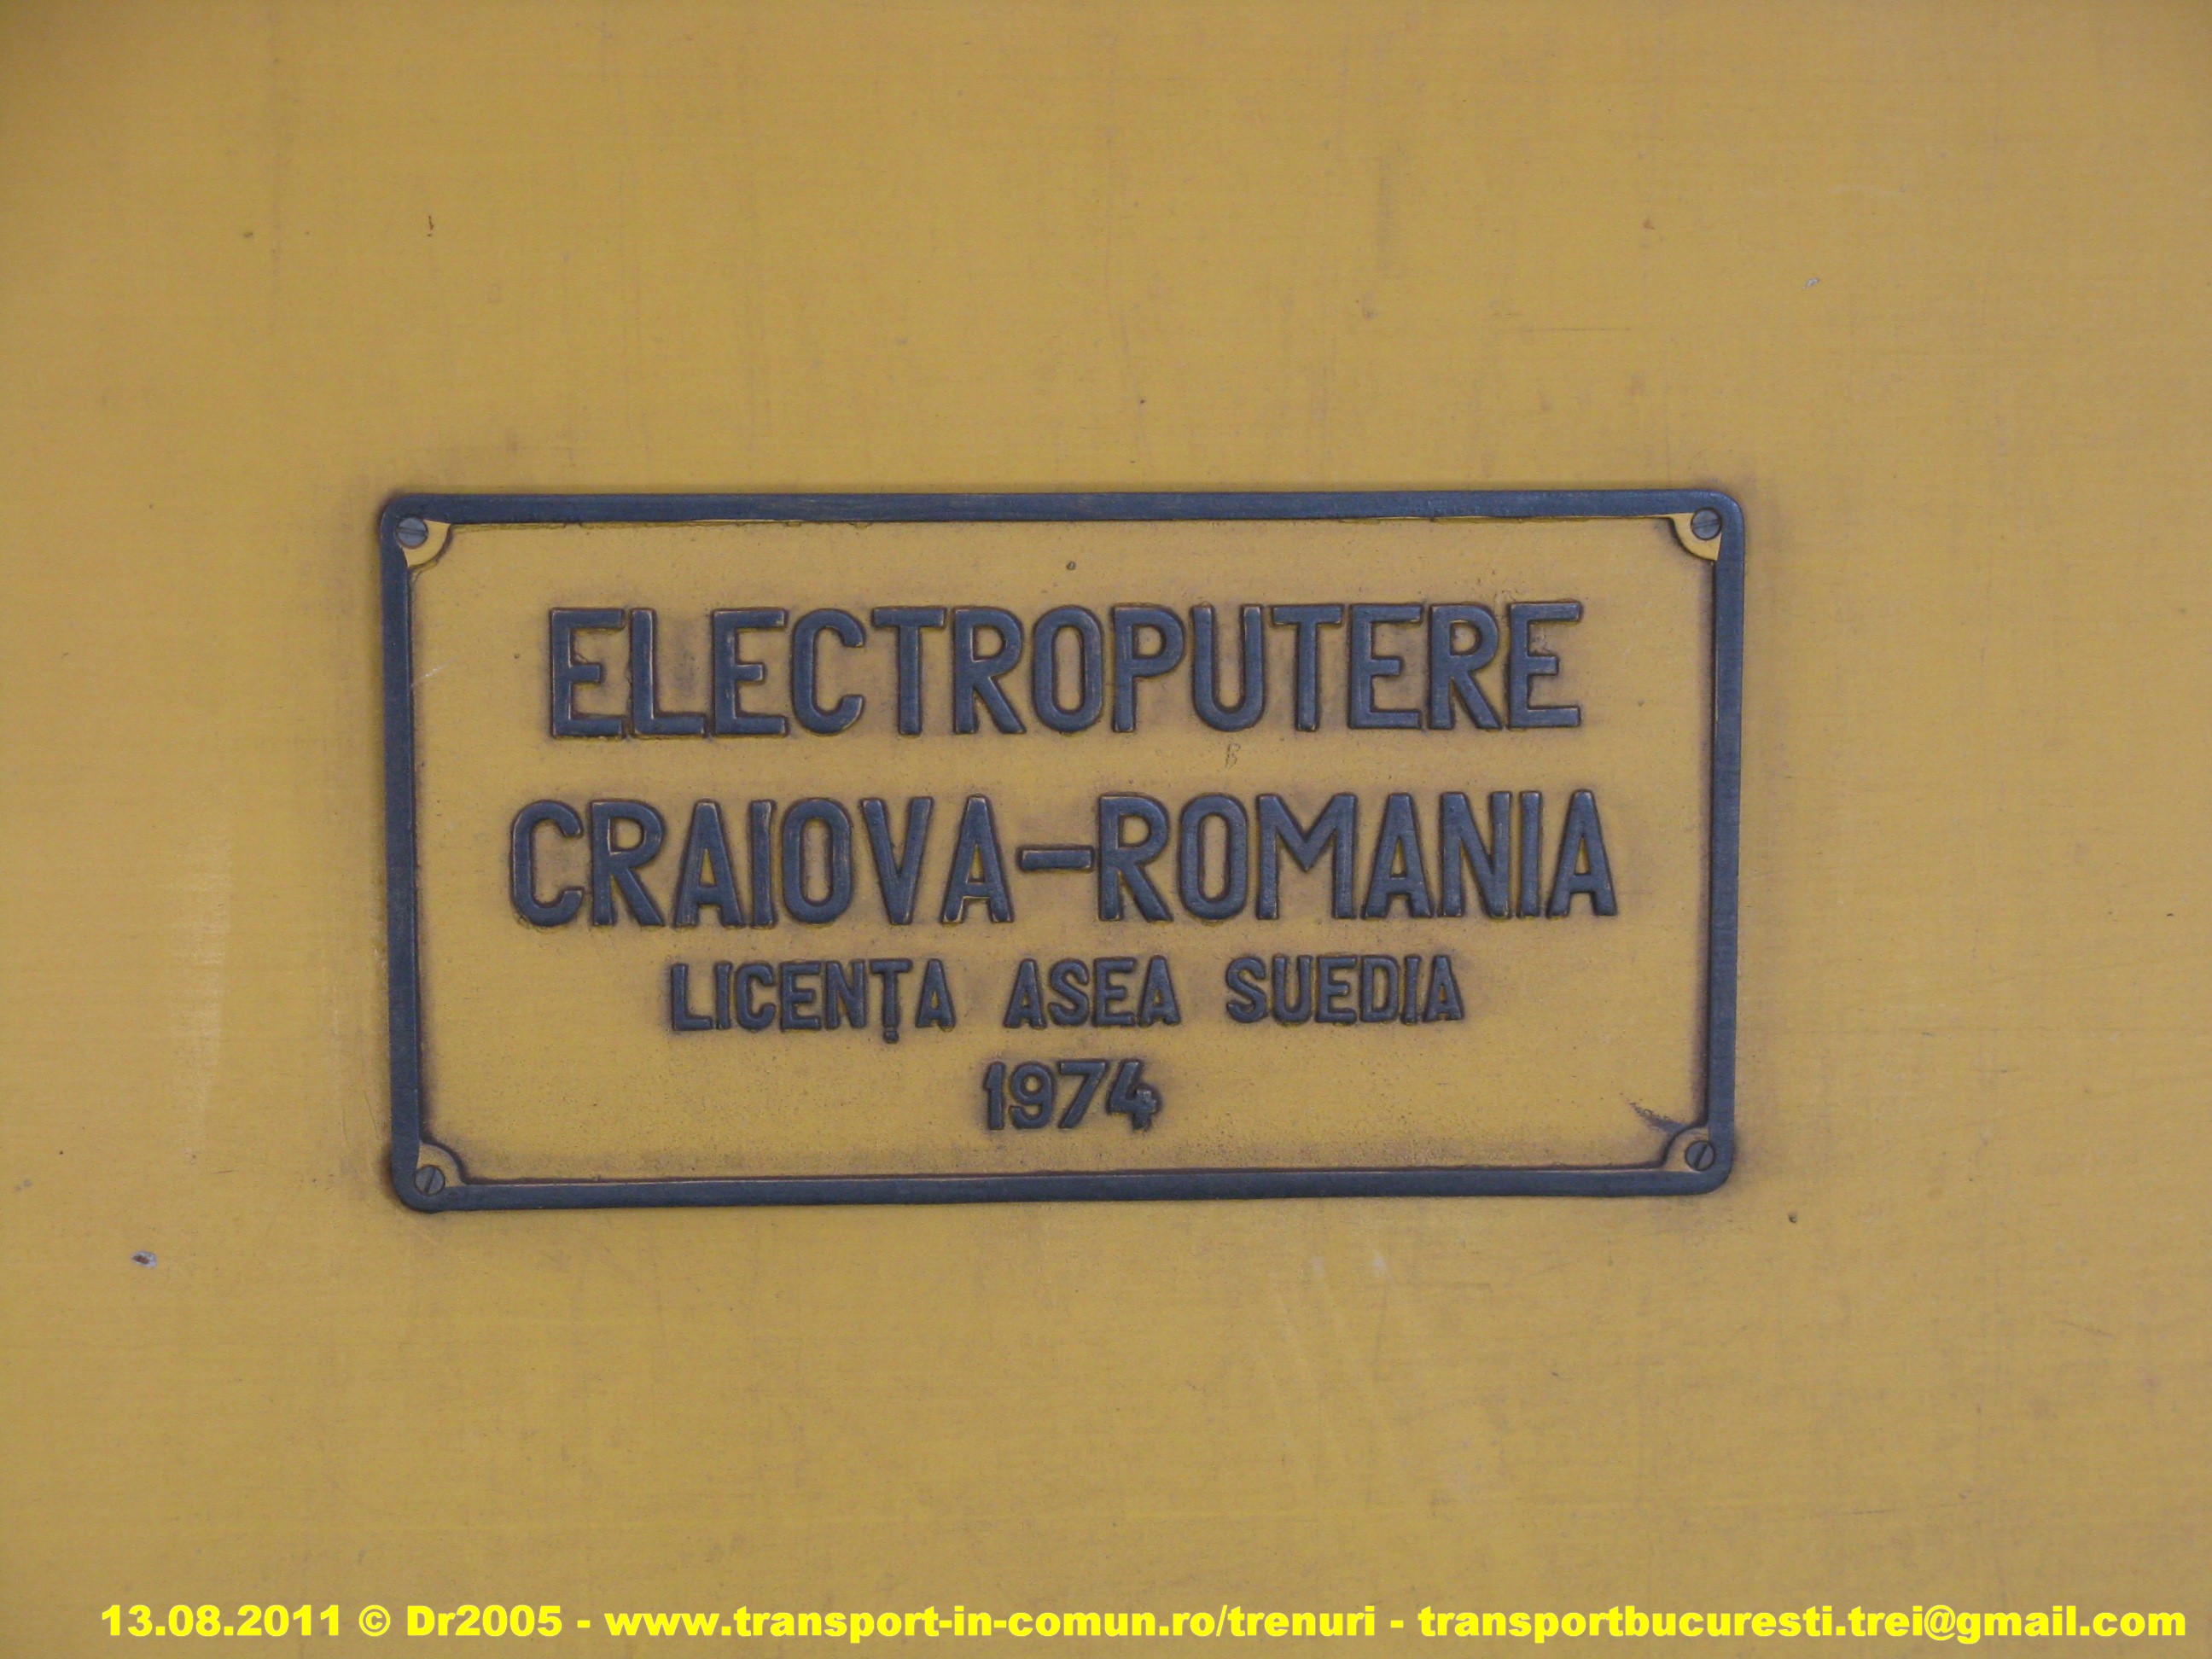 ELECTROPUTERE
CRAIOVA-ROMANIA
LICENȚA ASEA SUEDIA
1974
13.08.2011 © Dr2005 - www.transport-in-comun.ro/trenuri - transportbucuresti.trei@gmail.com